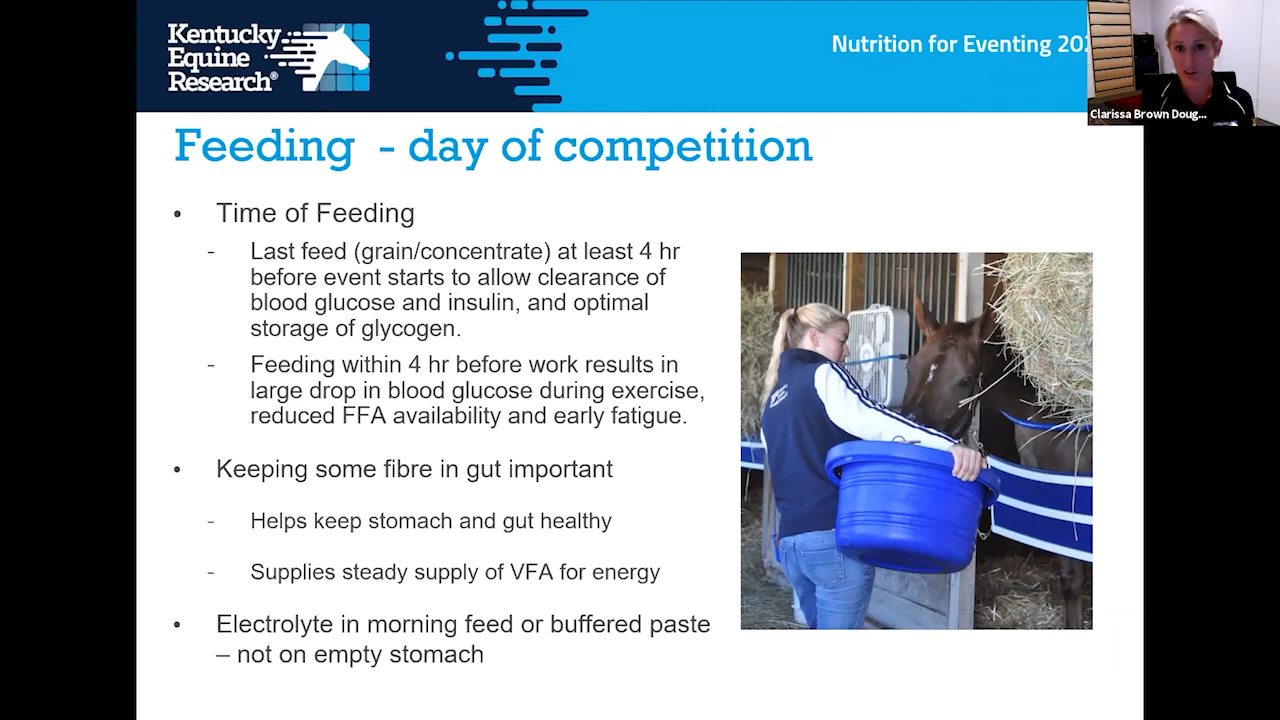 Kentucky
Equine
Research®
Nutrition for Eventing
Clarissa Brown Doug...
Feeding - day of competition
• Time of Feeding
- Last feed (grain/concentrate) at least 4 hr
before event starts to allow clearance of
blood glucose and insulin, and optimal
storage of glycogen.
- Feeding within 4 hr before work results in
large drop in blood glucose during exercise,
reduced FFA availability and early fatigue.
• Keeping some fibre in gut important
- Helps keep stomach and gut healthy
- Supplies steady supply of VFA for energy
• Electrolyte in morning feed or buffered paste
– not on empty stomach